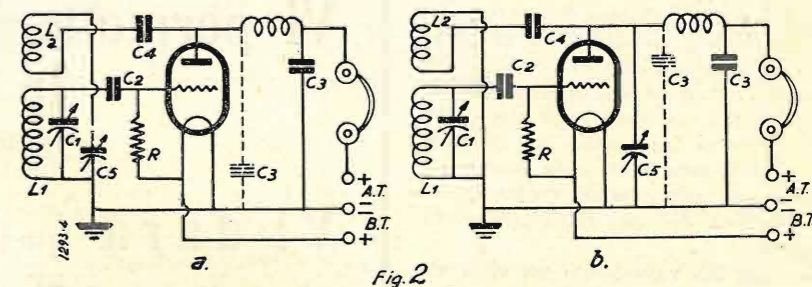 L2
C4
C2
C3
C1
C5
R
C3
L1
+
A.T.
−
B.T.
+
1293-4
a.
L2
C4
C2
C3
C3
C1
R
C5
L1
+
A.T.
−
B.T.
+
b.
Fig. 2